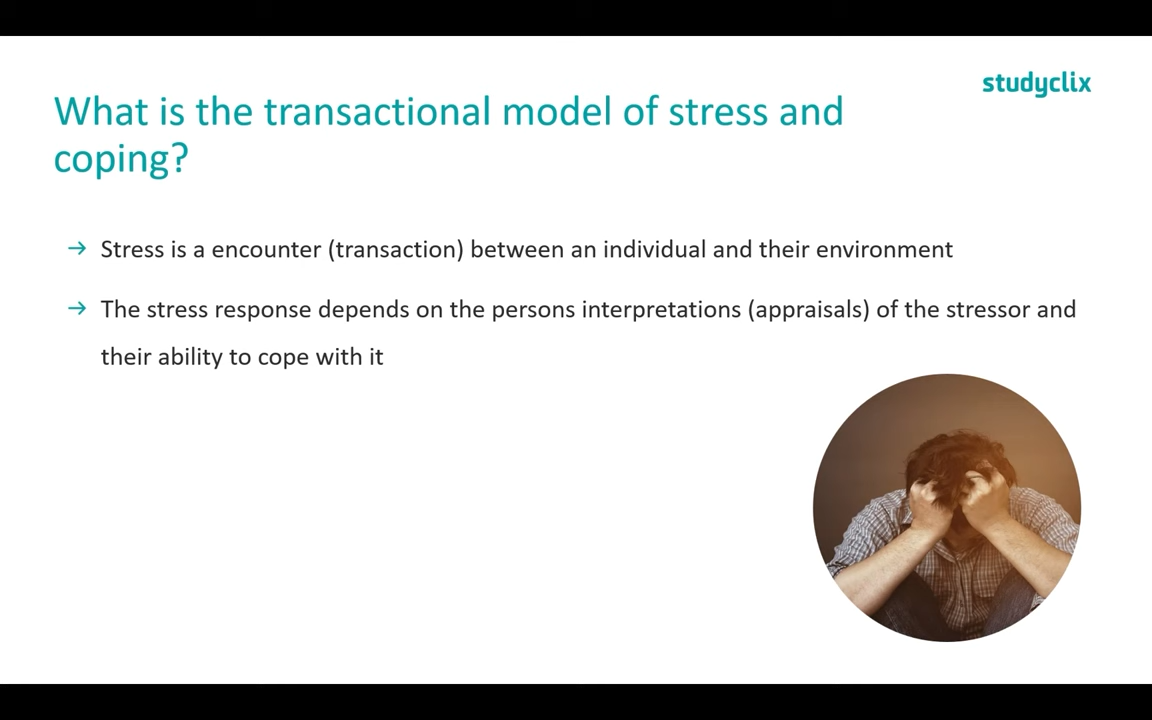 studyclix
What is the transactional model of stress and
coping?
→ Stress is a encounter (transaction) between an individual and their environment
→ The stress response depends on the persons interpretations (appraisals) of the stressor and
their ability to cope with it